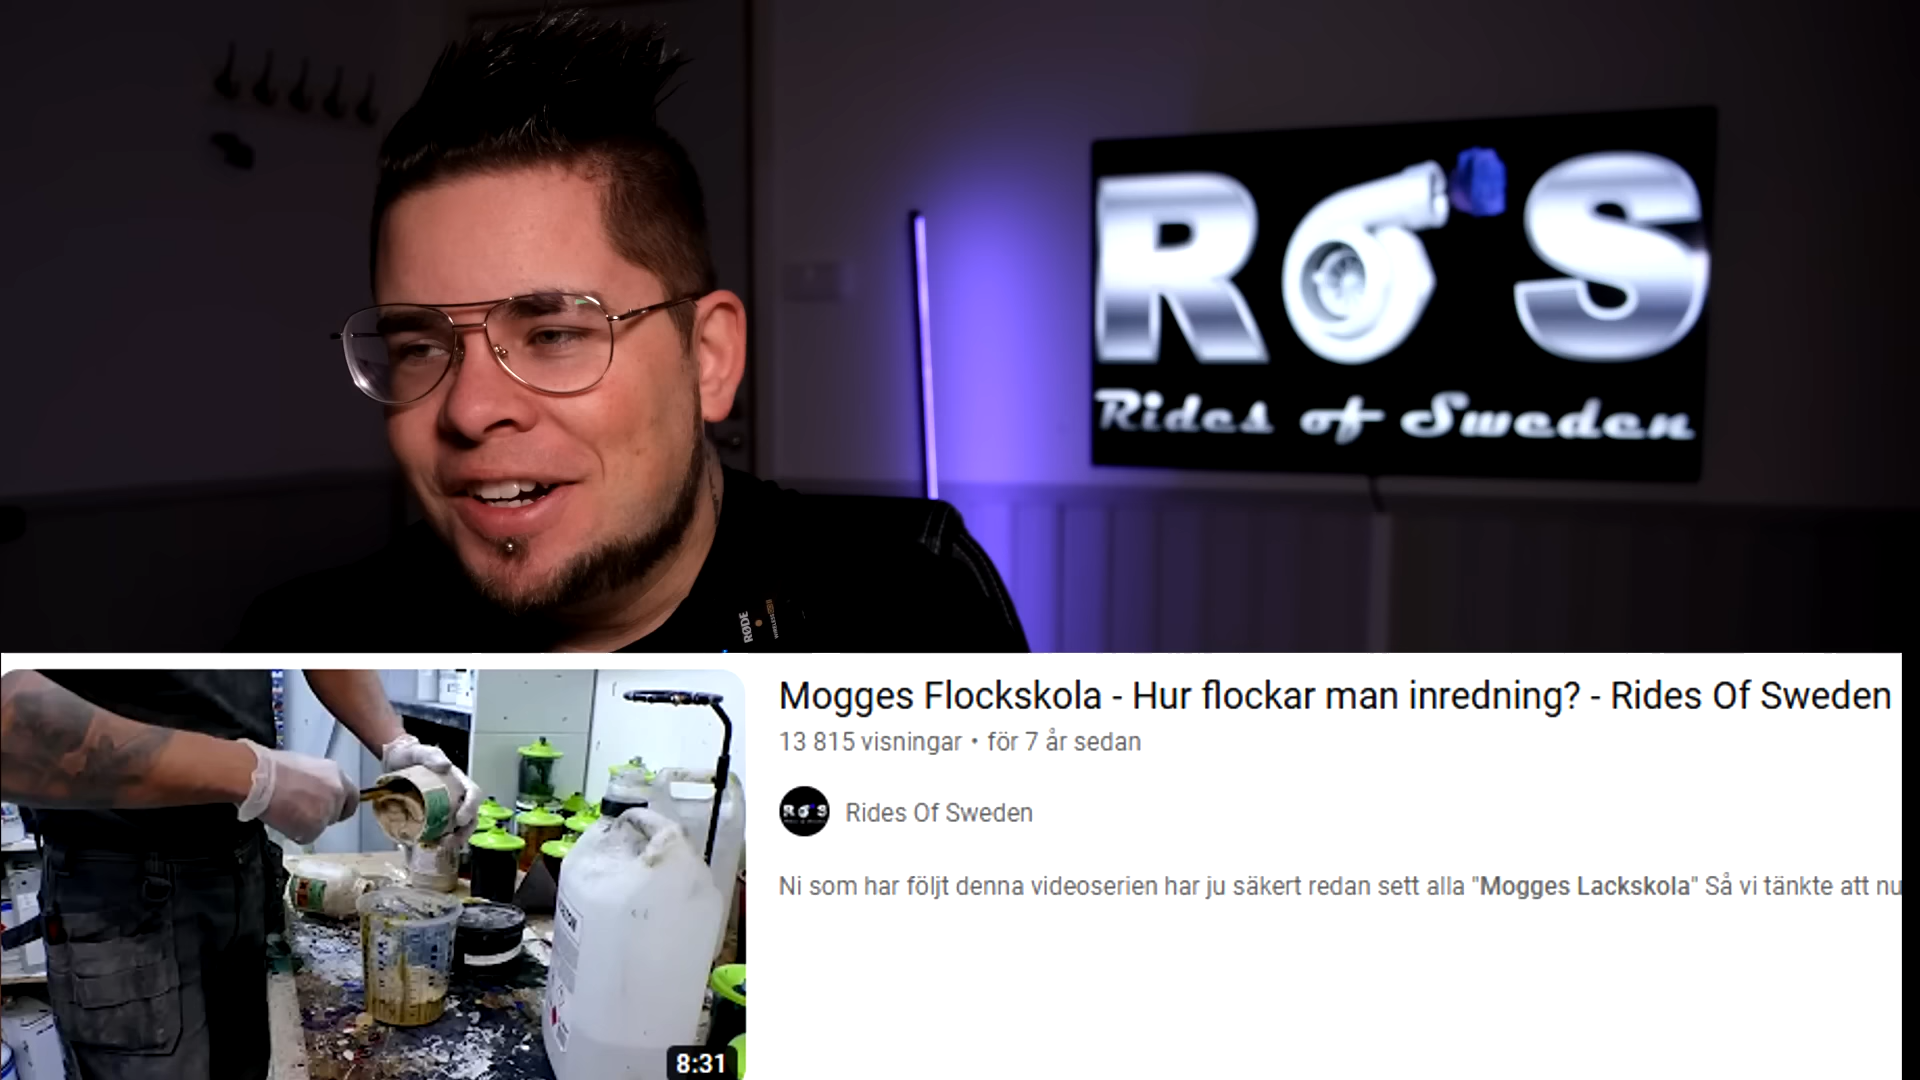 RS
Rides of Sweden
RØDE
Mogges Flockskola - Hur flockar man inredning? - Rides Of Sweden
13 815 visningar • för 7 år sedan
Rides Of Sweden
Ni som har följt denna videoserien har ju säkert redan sett alla "Mogges Lackskola" Så vi tänkte att nu
8:31